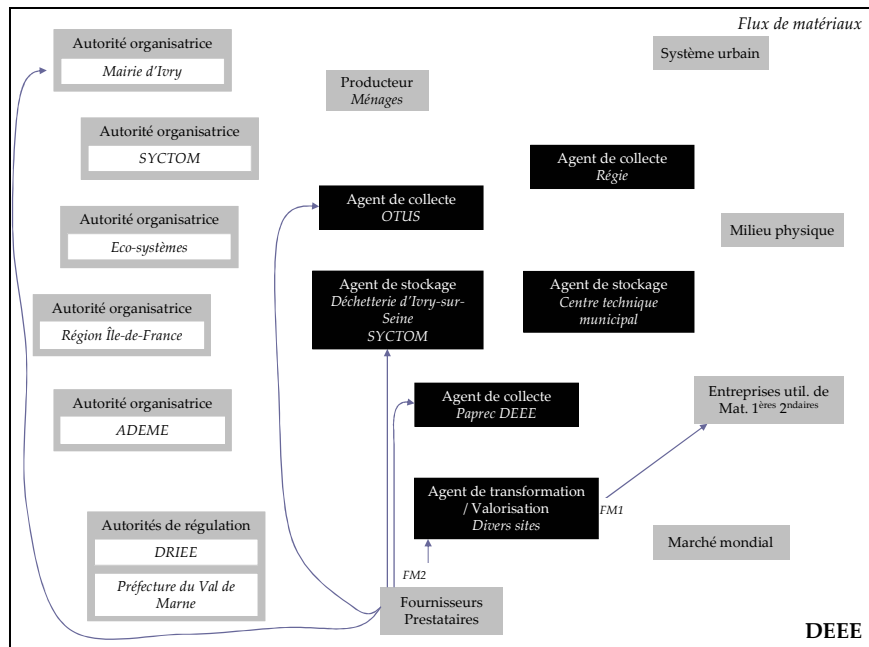 Flux de matériaux
Autorité organisatrice
Mairie d'Ivry
Système urbain
Producteur
Ménages
Autorité organisatrice
SYCTOM
Agent de collecte
Régie
Agent de collecte
OTUS
Autorité organisatrice
Eco-systèmes
Milieu physique
Agent de stockage
Déchetterie d'Ivry-sur-
Seine
SYCTOM
Agent de stockage
Centre technique
municipal
Autorité organisatrice
Région Île-de-France
Agent de collecte
Paprec DEEE
Entreprises util. de
Mat. 1ères 2ndaires
Autorité organisatrice
ADEME
Agent de transformation
/ Valorisation
Divers sites
FM1
Autorités de régulation
DRIEE
Préfecture du Val de
Marne
Marché mondial
FM2
Fournisseurs
Prestataires
DEEE